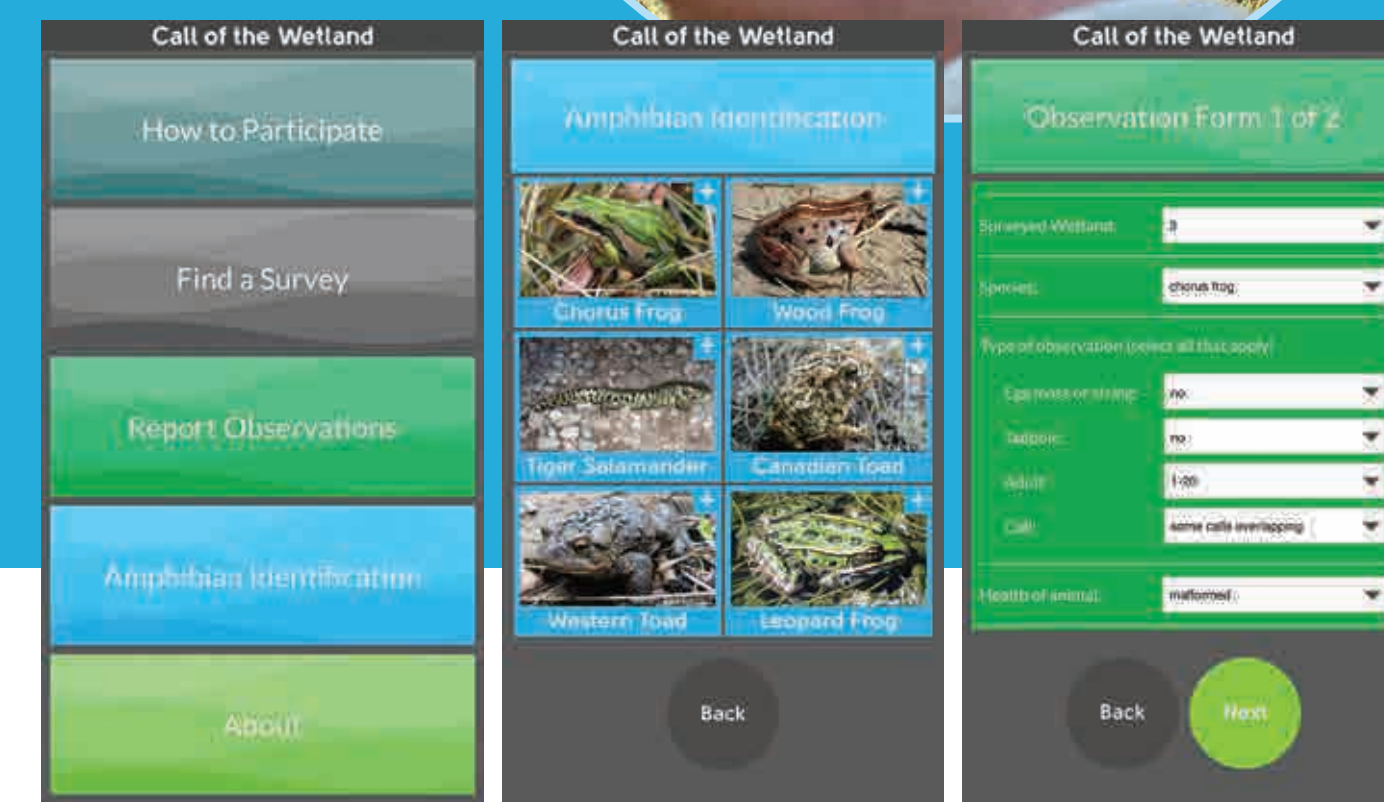 Call of the Wetland
How to Participate
Find a Survey
Report Observations
Amphibian Identification
About
Call of the Wetland
Amphibian Identification
Chorus Frog
Wood Frog
Tiger Salamander
Canadian Toad
Western Toad
Leopard Frog
Back
Call of the Wetland
Observation Form 1 of 2
Surveyed Wetland: 3
Species: chorus frog
Type of observation (select all that apply)
Egg mass or string: no
Tadpole: no
Adult: 1-20
Call: some calls overlapping
Health of animal: malformed
Back
Next